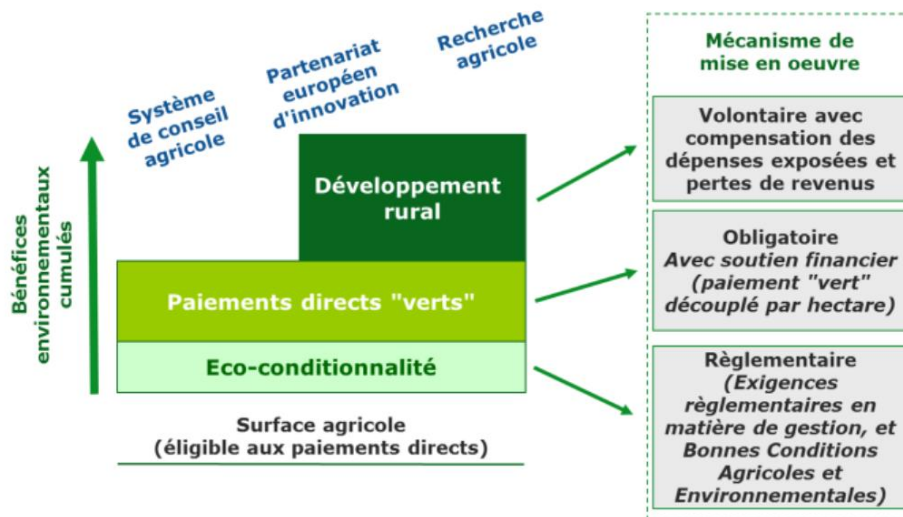 Système
de conseil
agricole
Partenariat
européen
d'innovation
Recherche
agricole
Bénéfices
environnementaux
cumulés
Développement
rural
Paiements directs "verts"
Eco-conditionnalité
Surface agricole
(éligible aux paiements directs)
Mécanisme de
mise en oeuvre
Volontaire avec
compensation des
dépenses exposées et
pertes de revenus
Obligatoire
Avec soutien financier
(paiement "vert"
découplé par hectare)
Règlementaire
(Exigences
règlementaires en
matière de gestion, et
Bonnes Conditions
Agricoles et
Environnementales)